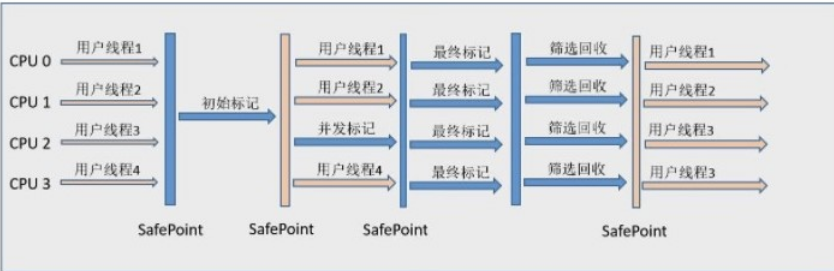 CPU 0 用户线程1 用户线程1 最终标记 筛选回收 用户线程1
CPU 1 用户线程2 初始标记 用户线程2 最终标记 筛选回收 用户线程2
CPU 2 用户线程3 并发标记 最终标记 筛选回收 用户线程3
CPU 3 用户线程4 用户线程4 最终标记 筛选回收 用户线程3
SafePoint SafePoint SafePoint SafePoint